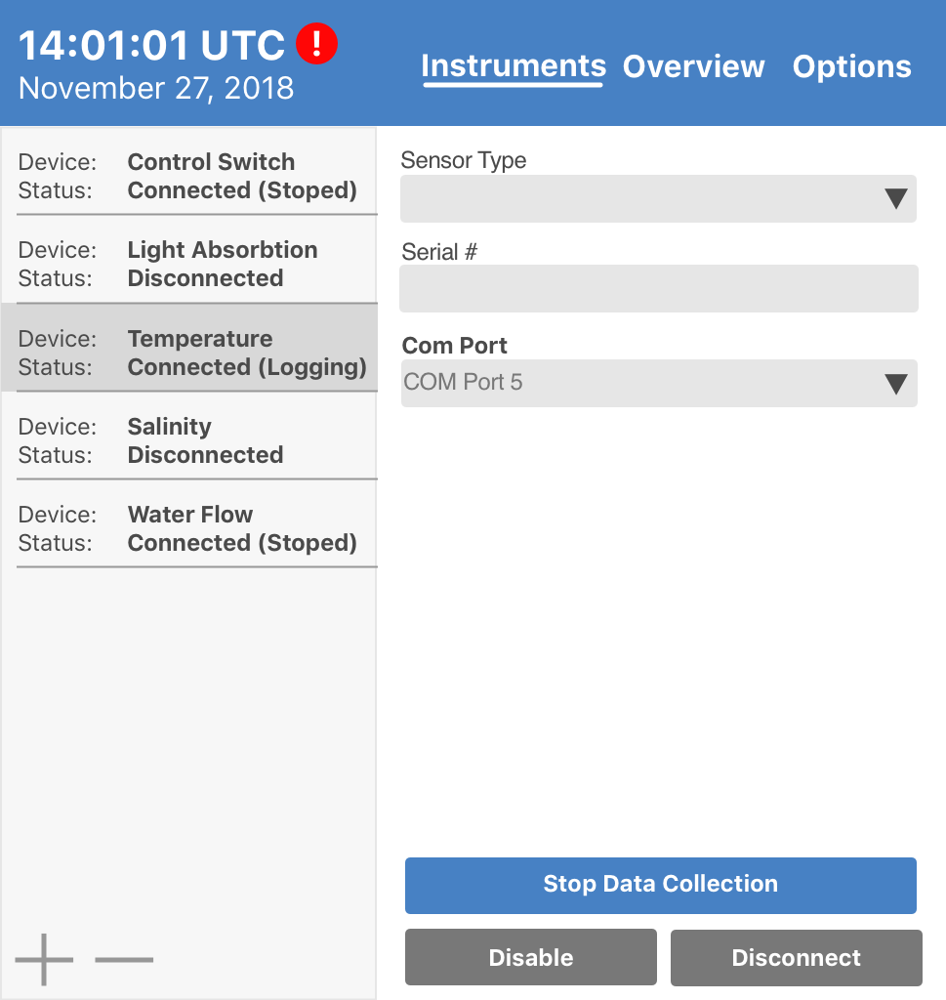 14:01:01 UTC !
November 27, 2018
Instruments Overview Options
Device: Control Switch
Status: Connected (Stoped)
Device: Light Absorbtion
Status: Disconnected
Device: Temperature
Status: Connected (Logging)
Device: Salinity
Status: Disconnected
Device: Water Flow
Status: Connected (Stoped)
Sensor Type
Serial #
Com Port
COM Port 5
Stop Data Collection
Disable Disconnect